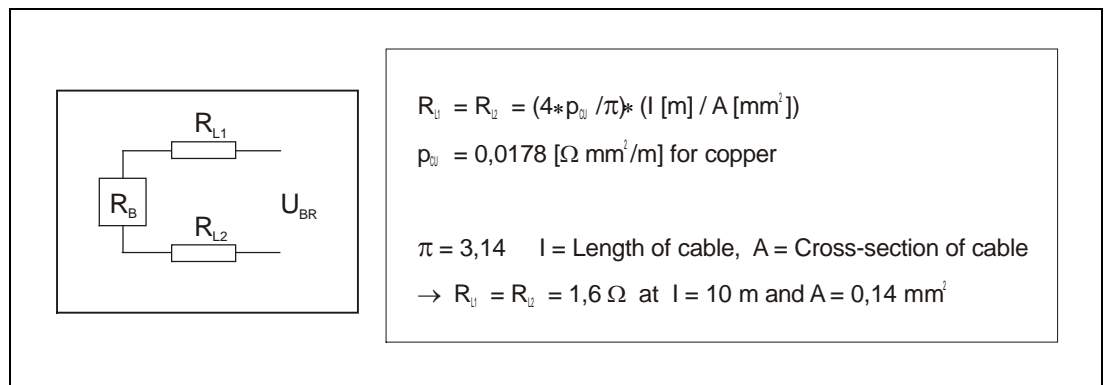 R_L1
R_B
U_BR
R_L2
R_L1 = R_L2 = (4*p_CU /π)* (l [m] / A [mm²])
p_CU = 0,0178 [Ω mm²/m] for copper
π = 3,14 l = Length of cable, A = Cross-section of cable
→ R_L1 = R_L2 = 1,6 Ω at l = 10 m and A = 0,14 mm²